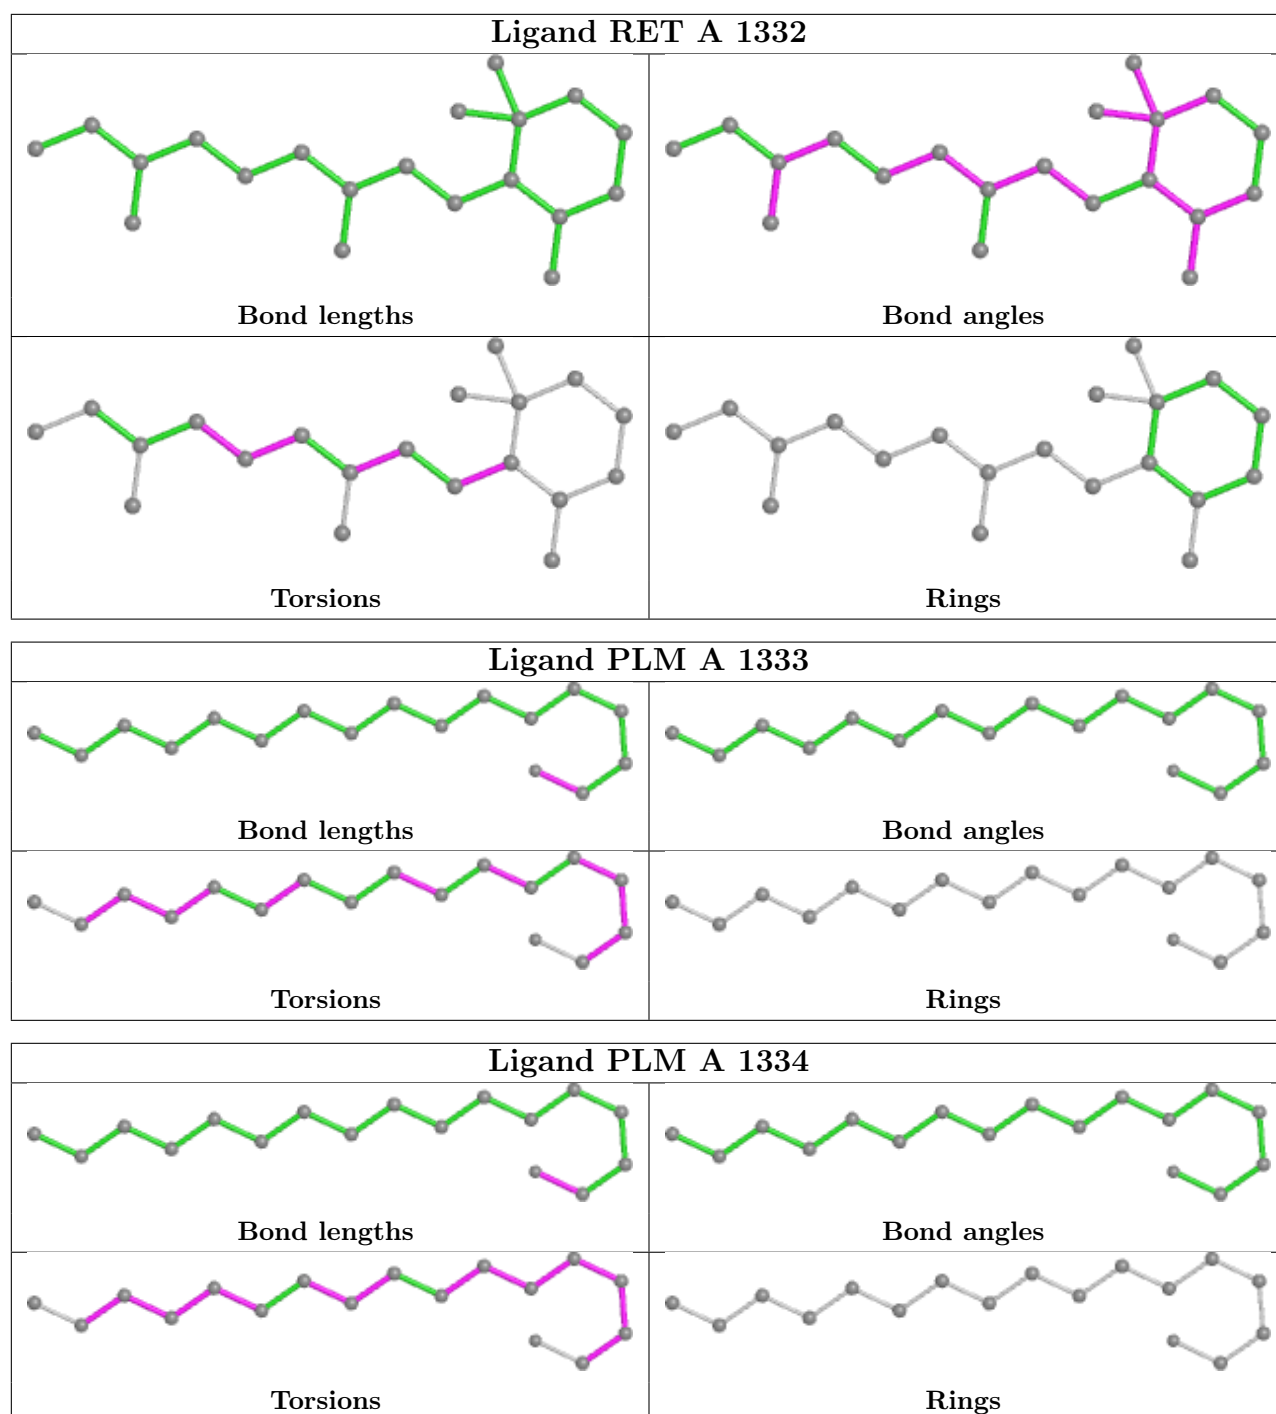 Ligand RET A 1332
Bond lengths
Bond angles
Torsions
Rings
Ligand PLM A 1333
Bond lengths
Bond angles
Torsions
Rings
Ligand PLM A 1334
Bond lengths
Bond angles
Torsions
Rings